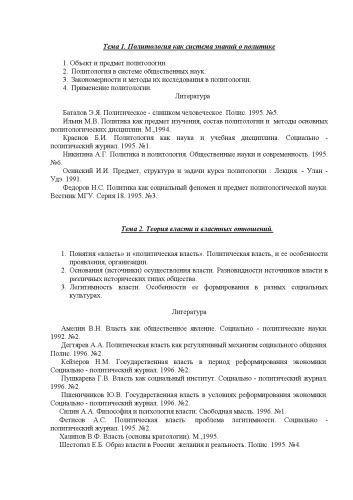 Тема 1. Политология как система знаний о политике
1. Объект и предмет политологии.
2. Политология в системе общественных наук.
3. Закономерности и методы их исследования в политологии.
4. Применение политологии.
Литература
Баталов Э.Я. Политическое - слишком человеческое. Полис. 1995. №5.
Ильин М.В. Политика как предмет изучения, состав политологии и методы основных
политологических дисциплин. М.,1994.
Краснов Б.И. Политология как наука и учебная дисциплина. Социально -
политический журнал. 1995. №1.
Никитина А.Г. Политика и политология. Общественные науки и современность. 1995.
№6.
Осинский И.И. Предмет, структура и задачи курса политологии : Лекция. - Улан -
Удэ. 1991.
Федоров Н.С. Политика как социальный феномен и предмет политологической науки.
Вестник МГУ. Серия 18. 1995. №3.
Тема 2. Теория власти и властных отношений.
1. Понятия «власть» и «политическая власть». Политическая власть, и ее особенности
проявления, организации.
2. Основания (источники) осуществления власти. Разновидности источников власти в
различных исторических типах общества.
3. Легитимность власти. Особенности ее формирования в разных социальных
культурах.
Литература
Амелин В.Н. Власть как общественное явление. Социально - политические науки.
1992. №2.
Дегтярев А.А. Политическая власть как регулятивный механизм социального общения.
Полис. 1996. №2.
Кейзеров Н.М. Государственная власть в период реформирования экономики.
Социально - политический журнал. 1996. №2.
Пушкарева Г.В. Власть как социальный институт. Социально - политический журнал.
1996. №2.
Пшеничников Ю.В. Государственная власть в условиях реформирования экономики.
Социально - политический журнал. 1996. №2.
Силин А.А. Философия и психология власти. Свободная мысль. 1996. №1.
Фетисов А.С. Политическая власть: проблема легитимности. Социально -
политический журнал. 1995. №2.
Халипов В.Ф. Власть (основы кратологии). М.,1995.
Шестопал Е.Б. Образ власти в России: желания и реальность. Полис. 1995. №4.